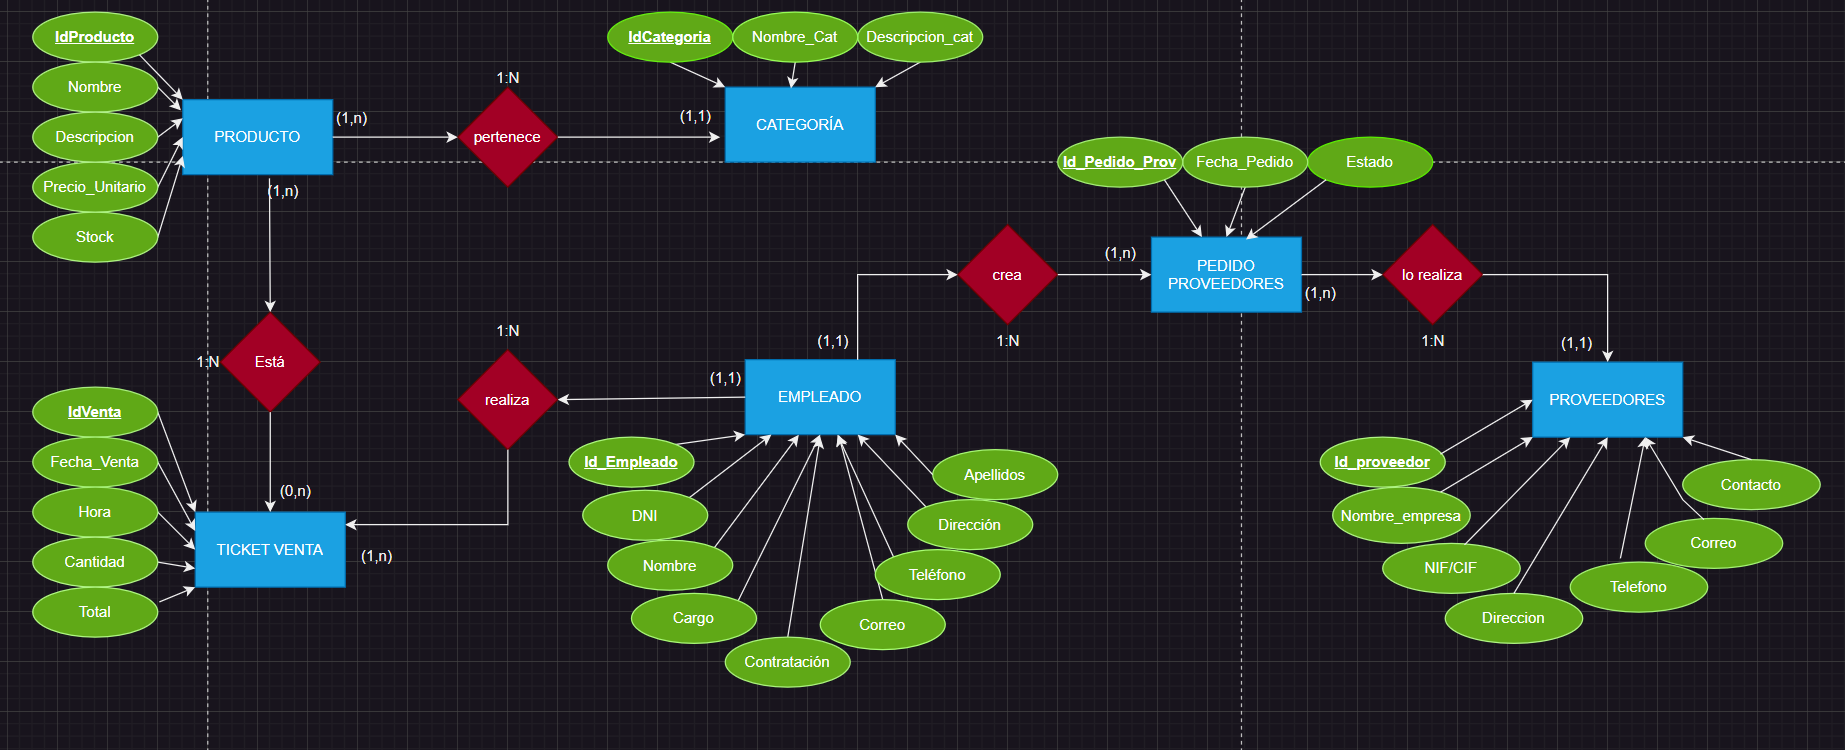 IdProducto
Nombre
Descripcion
Precio_Unitario
Stock
PRODUCTO
(1,n)
(1,n)
1:N
pertenece
(1,1)
IdCategoria
Nombre_Cat
Descripcion_cat
CATEGORÍA
Id_Pedido_Prov
Fecha_Pedido
Estado
PEDIDO
PROVEEDORES
(1,n)
(1,n)
crea
1:N
(1,1)
lo realiza
1:N
(1,1)
1:N
Está
(0,n)
1:N
realiza
(1,1)
EMPLEADO
PROVEEDORES
IdVenta
Fecha_Venta
Hora
Cantidad
Total
TICKET VENTA
(1,n)
Id_Empleado
DNI
Nombre
Cargo
Contratación
Correo
Teléfono
Dirección
Apellidos
Id_proveedor
Nombre_empresa
NIF/CIF
Direccion
Telefono
Correo
Contacto